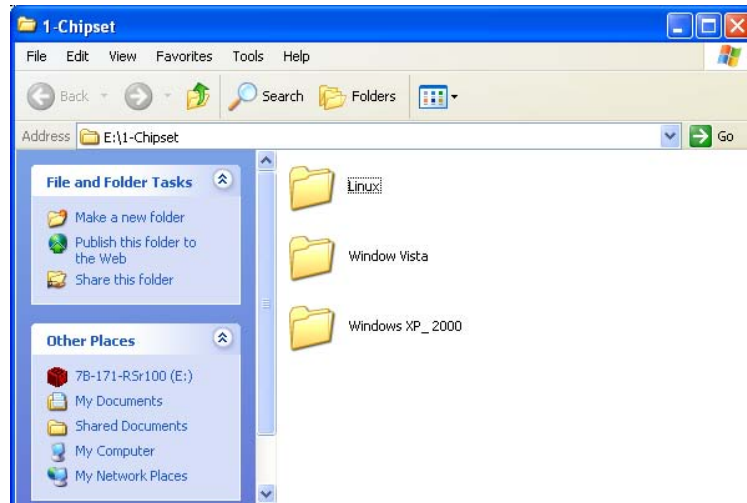 1-Chipset
File Edit View Favorites Tools Help
Back Search Folders
Address E:\1-Chipset Go
File and Folder Tasks
Make a new folder
Publish this folder to
the Web
Share this folder
Other Places
7B-171-RSr100 (E:)
My Documents
Shared Documents
My Computer
My Network Places
Linux
Window Vista
Windows XP_2000